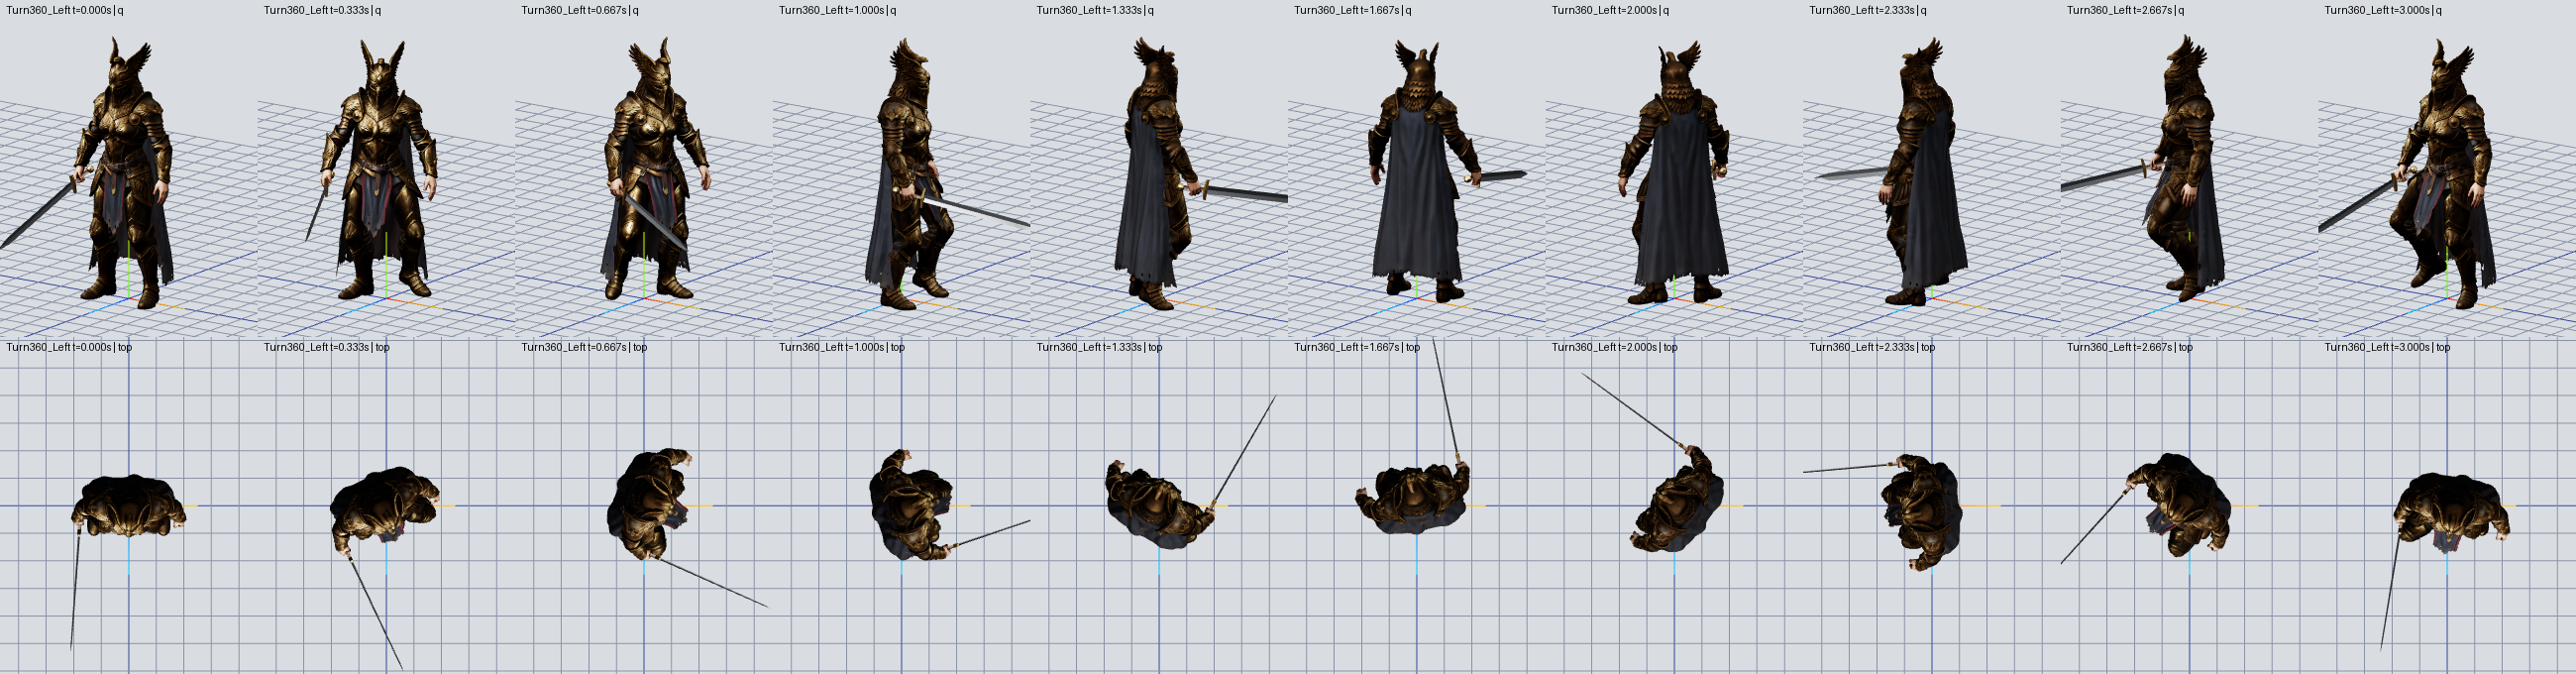 Turn360_Left t=0.000s | q
Turn360_Left t=0.333s | q
Turn360_Left t=0.667s | q
Turn360_Left t=1.000s | q
Turn360_Left t=1.333s | q
Turn360_Left t=1.667s | q
Turn360_Left t=2.000s | q
Turn360_Left t=2.333s | q
Turn360_Left t=2.667s | q
Turn360_Left t=3.000s | q
Turn360_Left t=0.000s | top
Turn360_Left t=0.333s | top
Turn360_Left t=0.667s | top
Turn360_Left t=1.000s | top
Turn360_Left t=1.333s | top
Turn360_Left t=1.667s | top
Turn360_Left t=2.000s | top
Turn360_Left t=2.333s | top
Turn360_Left t=2.667s | top
Turn360_Left t=3.000s | top